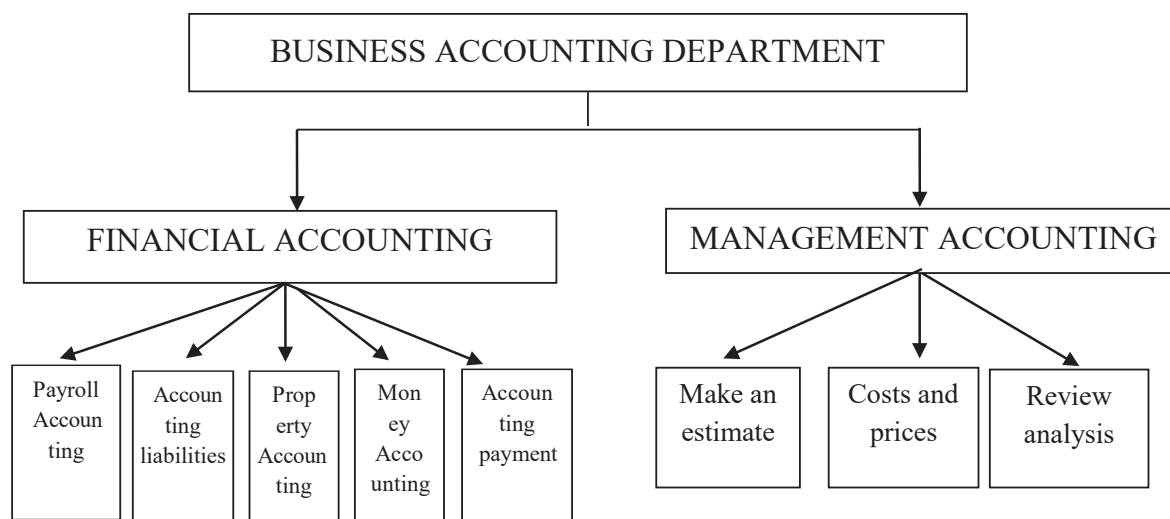 BUSINESS ACCOUNTING DEPARTMENT
FINANCIAL ACCOUNTING
MANAGEMENT ACCOUNTING
Payroll
Accoun
ting
Accoun
ting
liabilities
Prop
erty
Accoun
ting
Mon
ey
Acco
unting
Accoun
ting
payment
Make an
estimate
Costs and
prices
Review
analysis